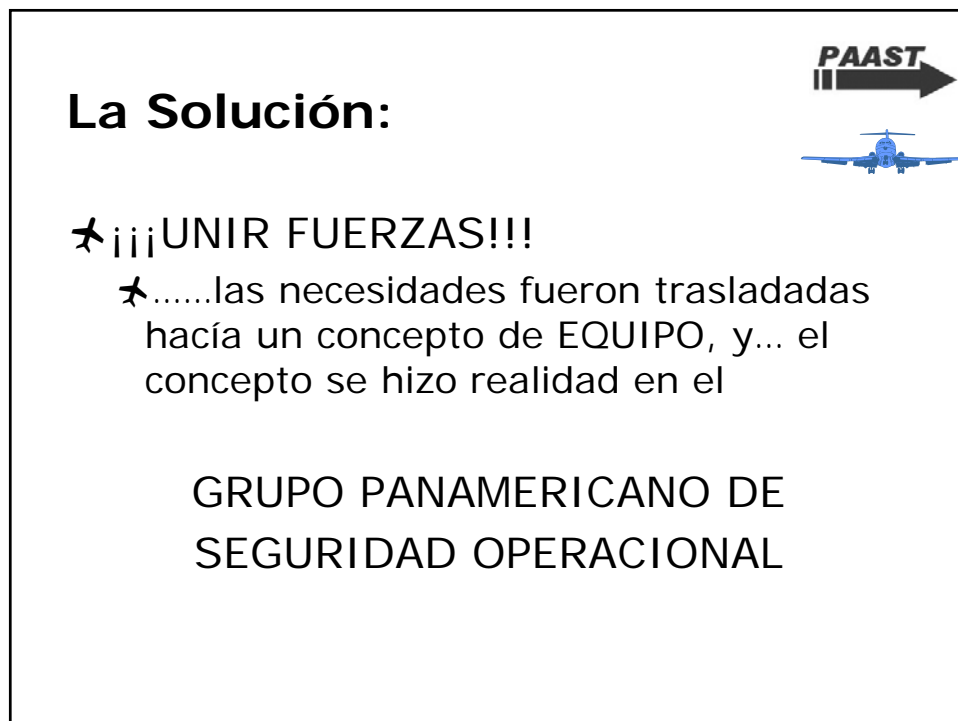 PAAST
La Solución:
¡¡¡UNIR FUERZAS!!!
......las necesidades fueron trasladadas
hacía un concepto de EQUIPO, y... el
concepto se hizo realidad en el
GRUPO PANAMERICANO DE
SEGURIDAD OPERACIONAL